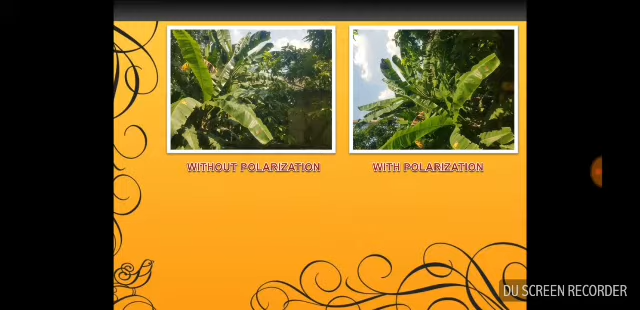 WITHOUT POLARIZATION
WITH POLARIZATION
DU SCREEN RECORDER